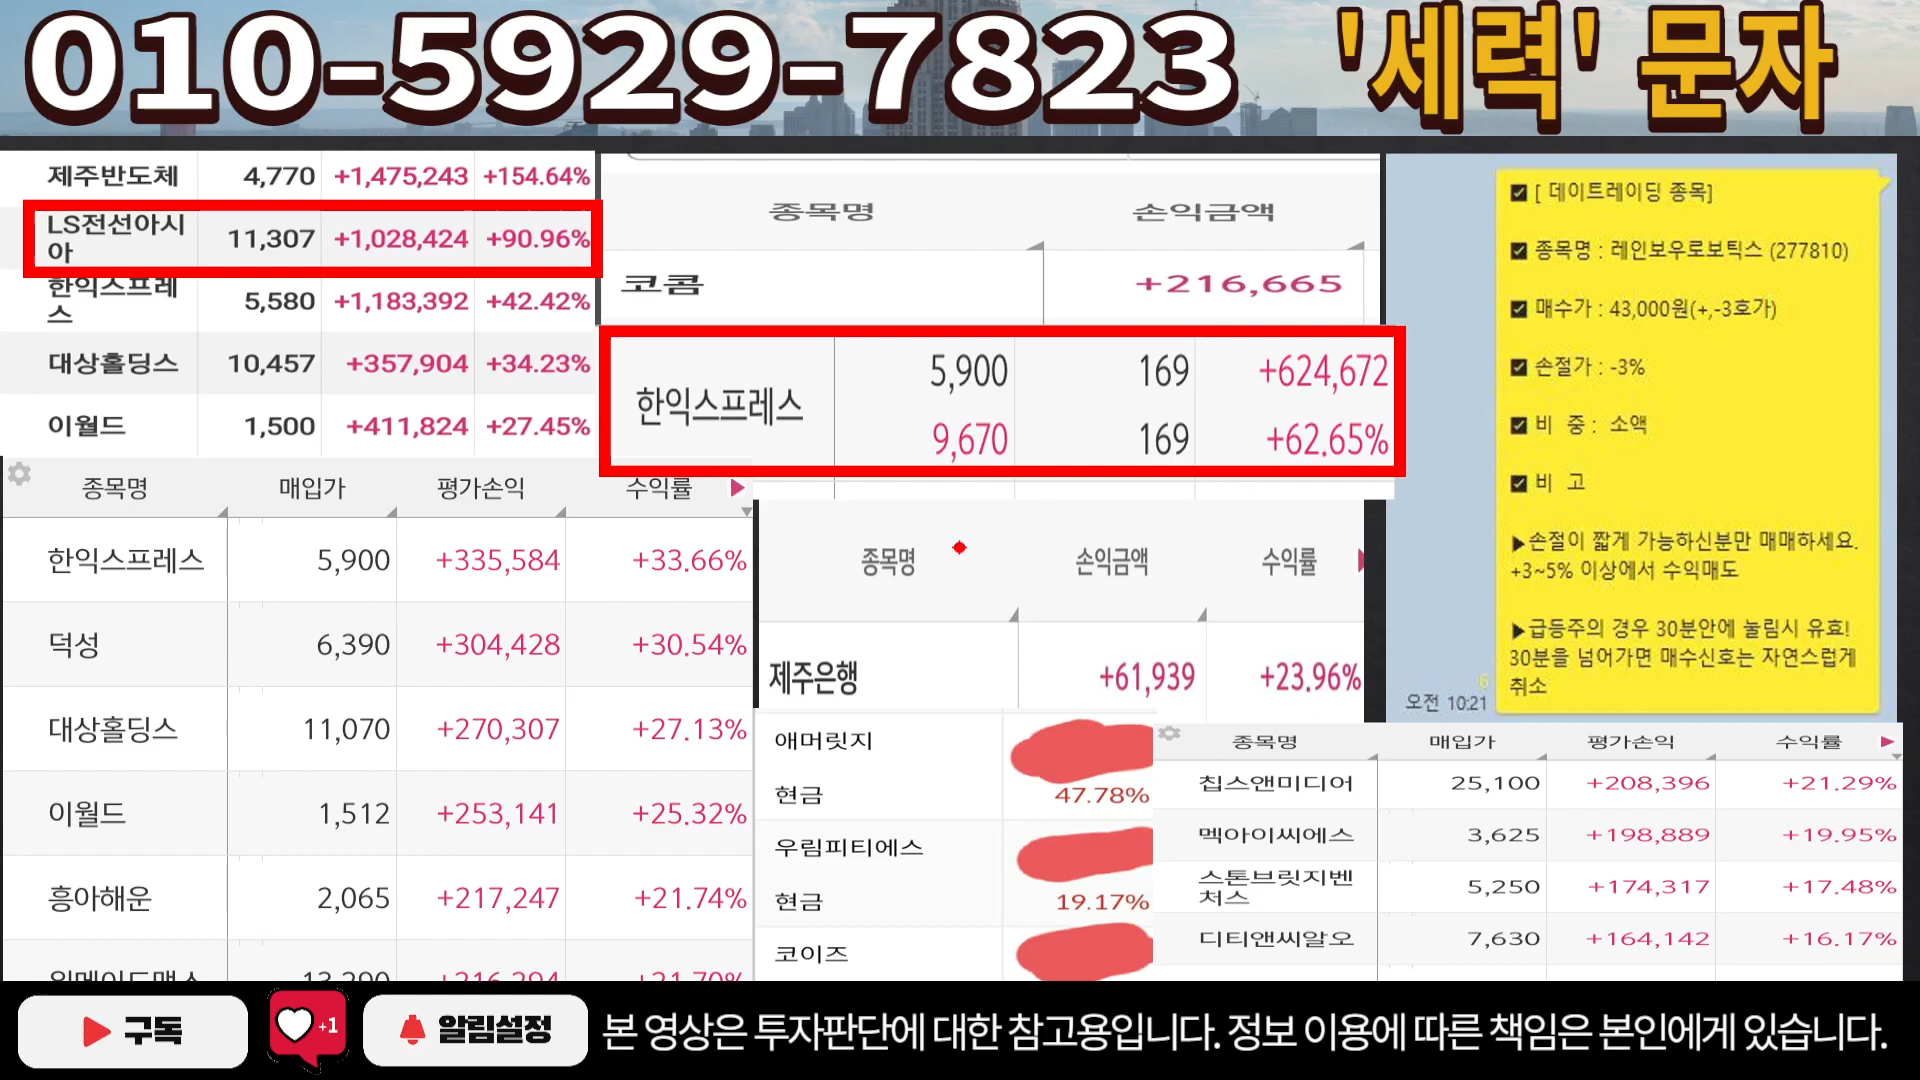 010-5929-7823 '세력' 문자
제주반도체 4,770 +1,475,243 +154.64%
LS전선아시
아 11,307 +1,028,424 +90.96%
한익스프레
스 5,580 +1,183,392 +42.42%
대상홀딩스 10,457 +357,904 +34.23%
이월드 1,500 +411,824 +27.45%
종목명 손익금액
코콤 +216,665
한익스프레스 5,900 169 +624,672
9,670 169 +62.65%
종목명 매입가 평가손익 수익률
한익스프레스 5,900 +335,584 +33.66%
덕성 6,390 +304,428 +30.54%
대상홀딩스 11,070 +270,307 +27.13%
이월드 1,512 +253,141 +25.32%
흥아해운 2,065 +217,247 +21.74%
종목명 손익금액 수익률
제주은행 +61,939 +23.96%
애머릿지
현금 47.78%
우림피티에스
현금 19.17%
코이즈
[ 데이트레이딩 종목]
종목명 : 레인보우로보틱스 (277810)
매수가 : 43,000원(+,-3호가)
손절가 : -3%
비 중 : 소액
비 고
▶손절이 짧게 가능하신분만 매매하세요.
+3~5% 이상에서 수익매도
▶급등주의 경우 30분안에 눌림시 유효!
30분을 넘어가면 매수신호는 자연스럽게
취소
6
오전 10:21
종목명 매입가 평가손익 수익률
칩스앤미디어 25,100 +208,396 +21.29%
멕아이씨에스 3,625 +198,889 +19.95%
스톤브릿지벤
처스 5,250 +174,317 +17.48%
디티앤씨알오 7,630 +164,142 +16.17%
구독 +1 알림설정 본 영상은 투자판단에 대한 참고용입니다. 정보 이용에 따른 책임은 본인에게 있습니다.